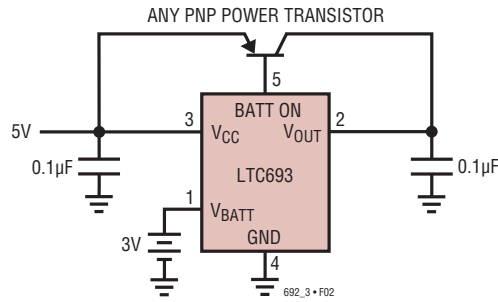 ANY PNP POWER TRANSISTOR
5
BATT ON
5V
3
VCC
VOUT
2
0.1µF
LTC693
0.1µF
1
VBATT
3V
GND
4
692_3 • F02